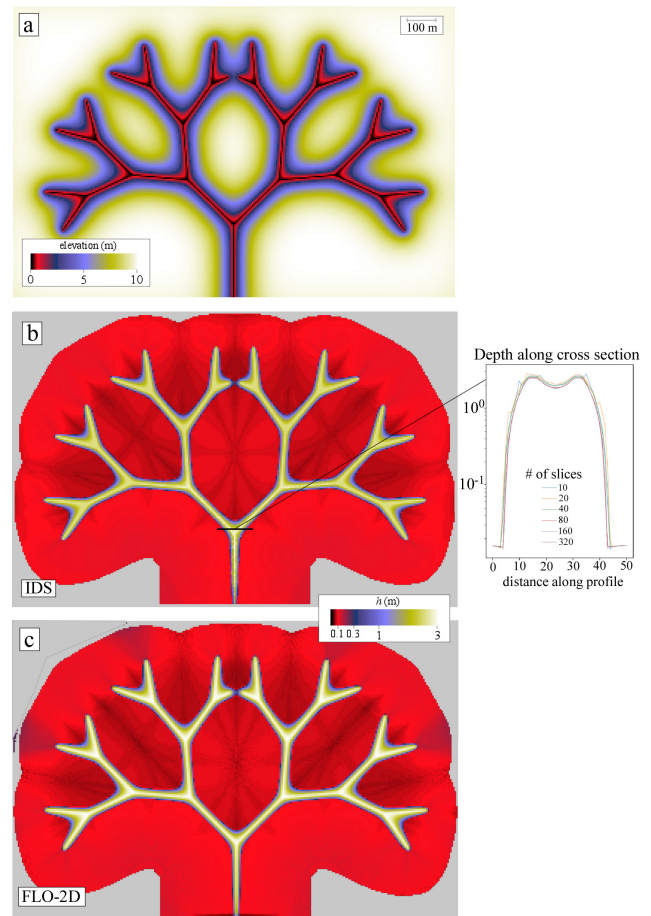 a
100 m
elevation (m)
0 5 10
b
IDS
Depth along cross section
10⁰
10⁻¹
# of slices
10
20
40
80
160
320
0 10 20 30 40 50
distance along profile
h (m)
0.1 0.3 1 3
c
FLO-2D